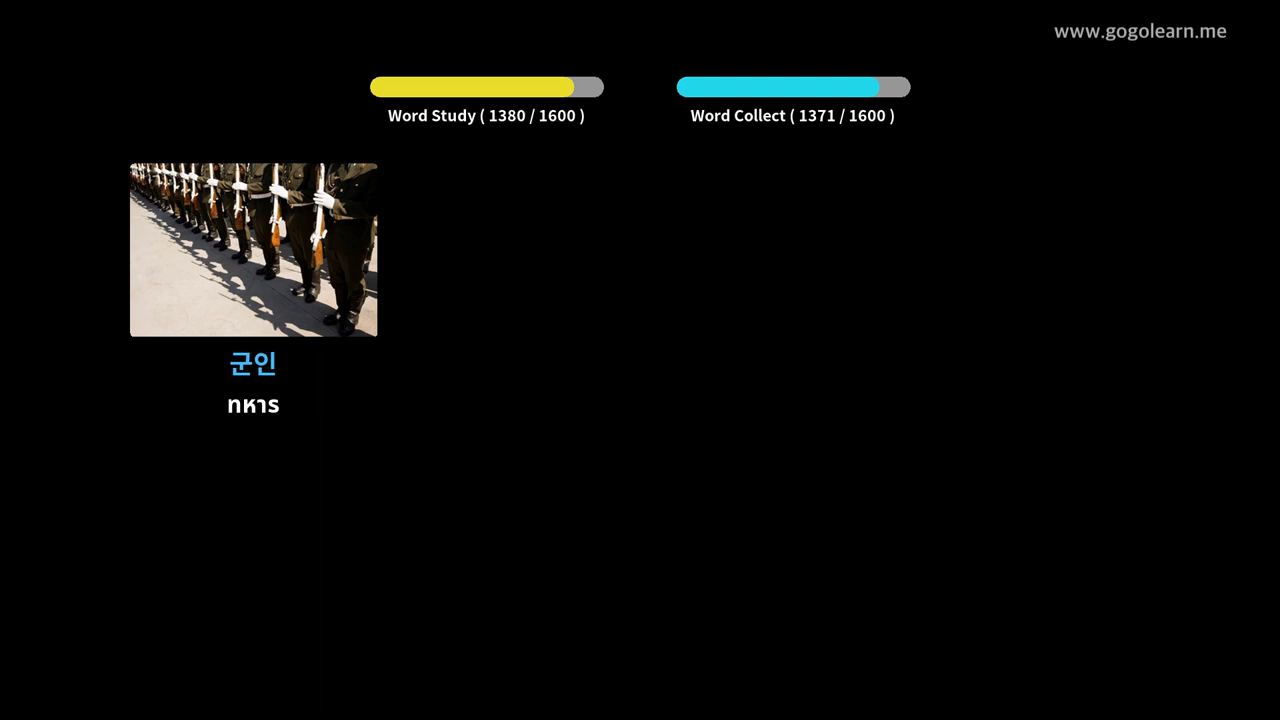 www.gogolearn.me
Word Study ( 1380 / 1600 )
Word Collect ( 1371 / 1600 )
군인
ทหาร